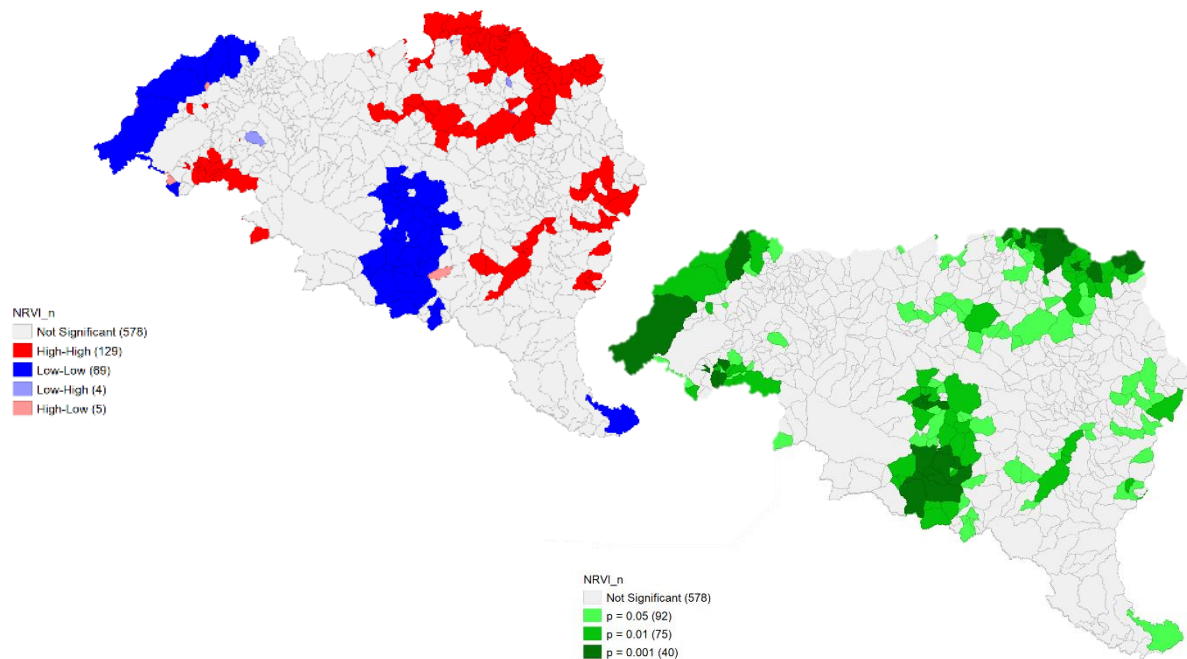 NRVI_n
Not Significant (578)
High-High (129)
Low-Low (69)
Low-High (4)
High-Low (5)
NRVI_n
Not Significant (578)
p = 0.05 (92)
p = 0.01 (75)
p = 0.001 (40)